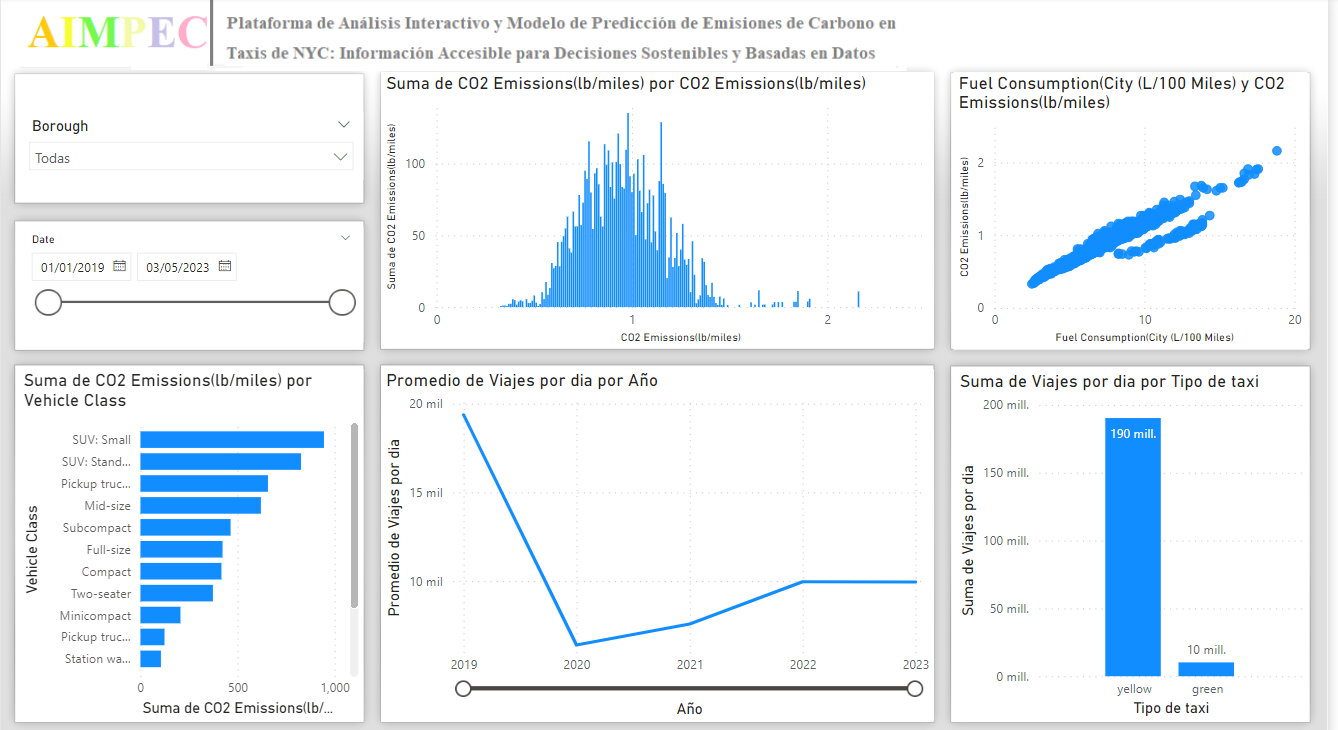 AIMPEC
Plataforma de Análisis Interactivo y Modelo de Predicción de Emisiones de Carbono en
Taxis de NYC: Información Accesible para Decisiones Sostenibles y Basadas en Datos
Borough
Todas
Date
01/01/2019
03/05/2023
Suma de CO2 Emissions(lb/miles) por CO2 Emissions(lb/miles)
Suma de CO2 Emissions(lb/miles)
100
50
0
0
1
2
CO2 Emissions(lb/miles)
Fuel Consumption(City (L/100 Miles) y CO2
Emissions(lb/miles)
CO2 Emissions(lb/miles)
2
1
0
0
10
20
Fuel Consumption(City (L/100 Miles)
Suma de CO2 Emissions(lb/miles) por
Vehicle Class
Vehicle Class
SUV: Small
SUV: Stand...
Pickup truc...
Mid-size
Subcompact
Full-size
Compact
Two-seater
Minicompact
Pickup truc...
Station wa...
0
500
1,000
Suma de CO2 Emissions(lb/...
Promedio de Viajes por dia por Año
Promedio de Viajes por dia
20 mil
15 mil
10 mil
2019
2020
2021
2022
2023
Año
Suma de Viajes por dia por Tipo de taxi
Suma de Viajes por dia
200 mill.
150 mill.
100 mill.
50 mill.
0 mill.
190 mill.
10 mill.
yellow
green
Tipo de taxi